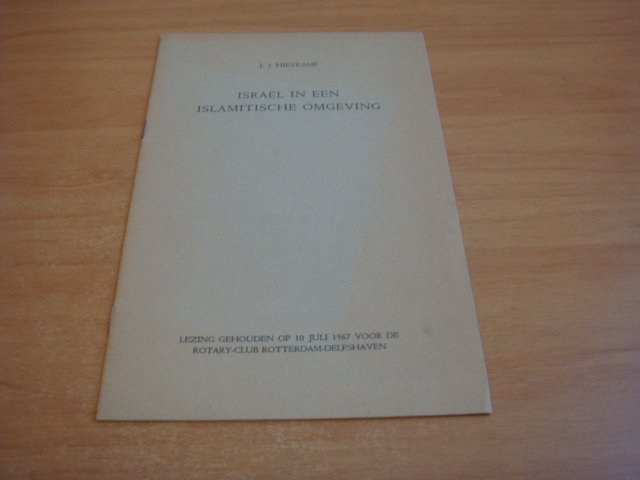 J. J. HIETKAMP
ISRAËL IN EEN
ISLAMITISCHE OMGEVING
LEZING GEHOUDEN OP 10 JULI 1967 VOOR DE
ROTARY-CLUB ROTTERDAM-DELFSHAVEN